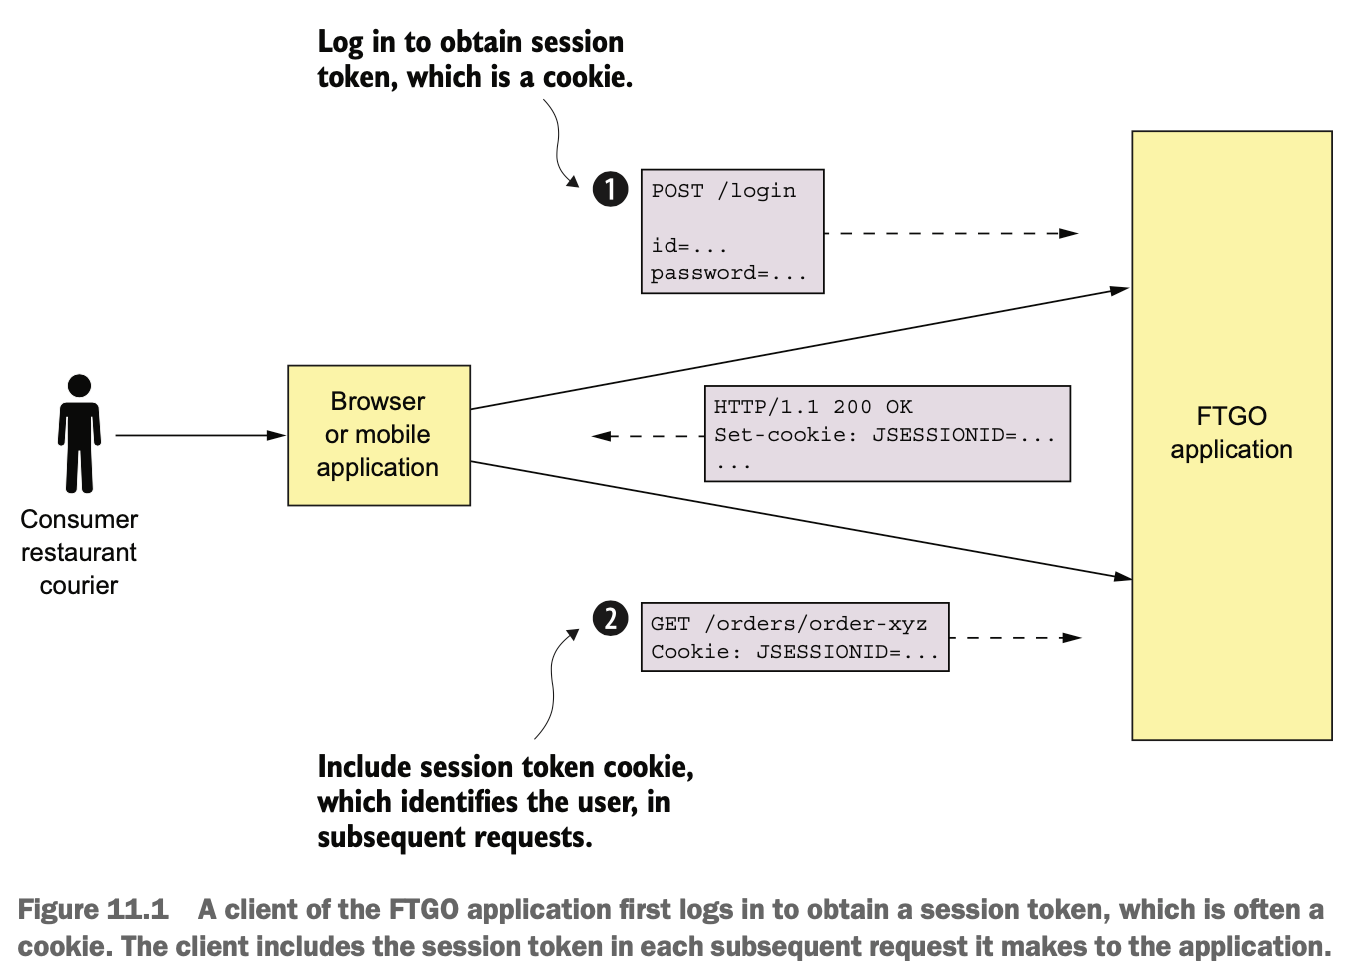 Log in to obtain session
token, which is a cookie.
1
POST /login
id=...
password=...
Browser
or mobile
application
HTTP/1.1 200 OK
Set-cookie: JSESSIONID=...
...
FTGO
application
Consumer
restaurant
courier
2
GET /orders/order-xyz
Cookie: JSESSIONID=...
Include session token cookie,
which identifies the user, in
subsequent requests.
Figure 11.1 A client of the FTGO application first logs in to obtain a session token, which is often a
cookie. The client includes the session token in each subsequent request it makes to the application.